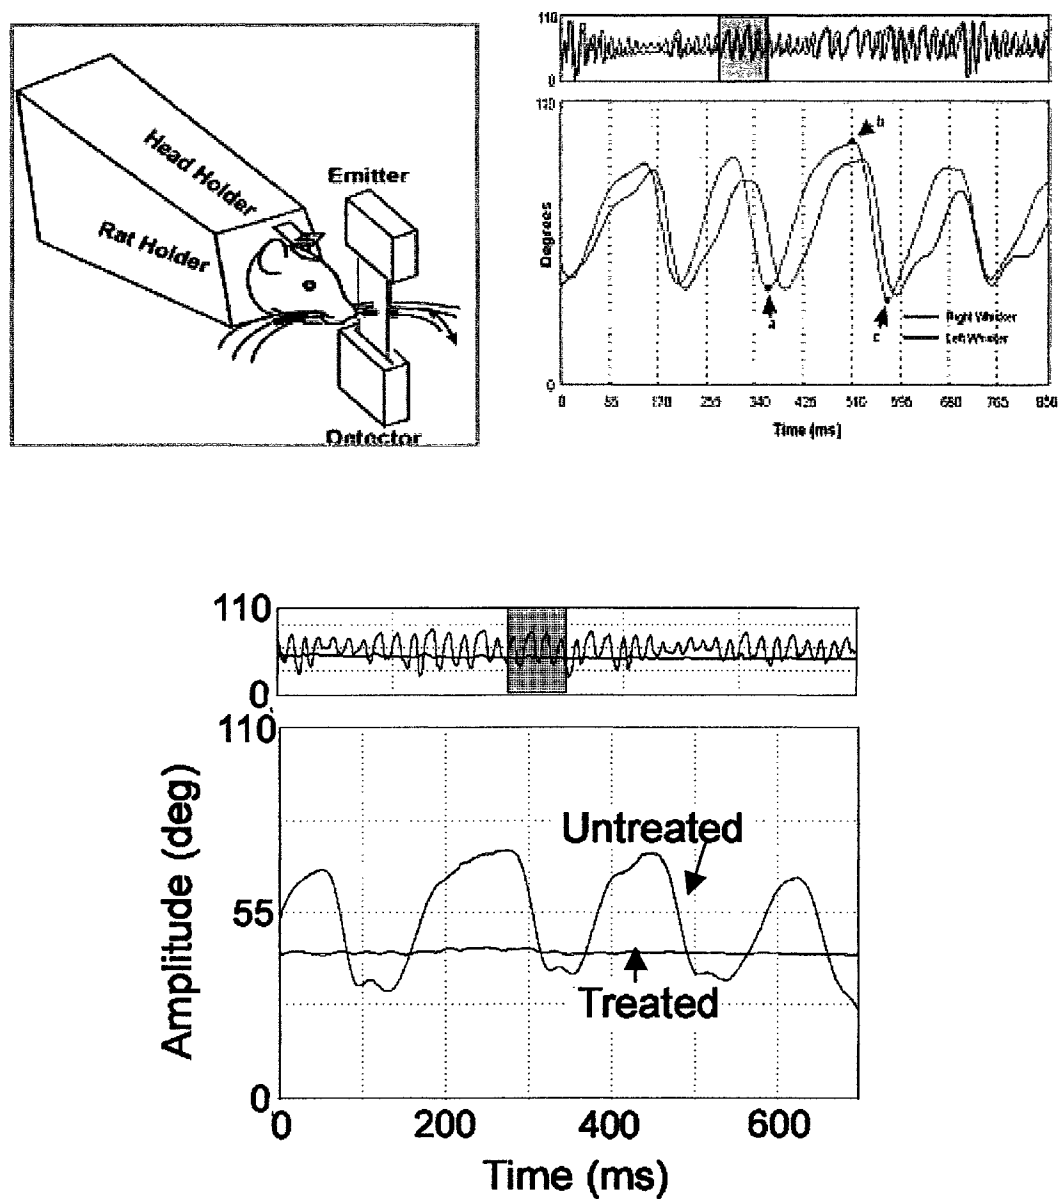 Head Holder
Rat Holder
Emitter
Detector
110
0
Degrees
b
a
c
Right Whisker
Left Whisker
0
0 85 170 255 340 425 510 595 680 765 850
Time (ms)
110
0
110
55
0
Amplitude (deg)
Untreated
Treated
0 200 400 600
Time (ms)